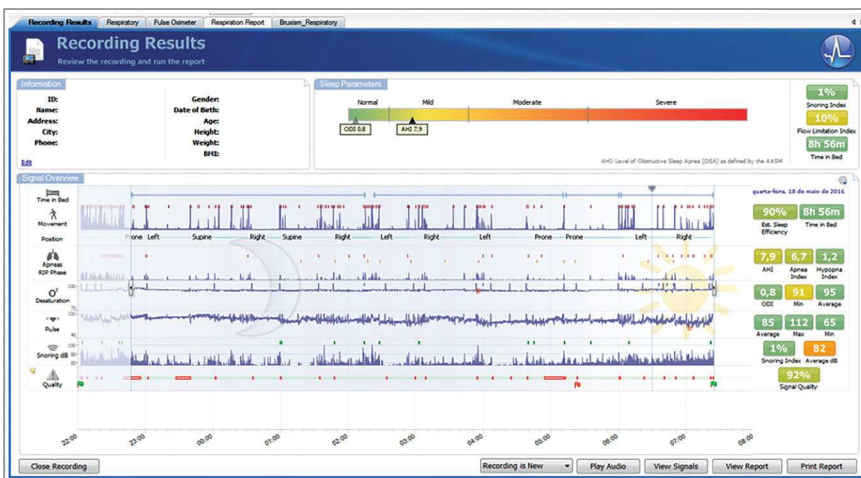 Recording Results
Respiratory
Pulse Oximeter
Respiration Report
Bruxism_Respiratory
Recording Results
Review the recording and run the report
Information
ID:
Name:
Address:
City:
Phone:
Gender:
Date of Birth:
Age:
Height:
Weight:
BMI:
Edit
Sleep Parameters
Normal Mild Moderate Severe
ODI 0,8 AHI 7,9
AHI: Level of Obstructive Sleep Apnea (OSA) as defined by the AASM
1%
Snoring Index
10%
Flow Limitation Index
8h 56m
Time in Bed
Signal Overview
Time in Bed
Movement
Position
Prone Left Supine Right Supine Right Left Right Left Prone Prone Left Right
Apneas
RIP Phase
100
O²
Desaturation
70
100
Pulse
40
100
80
60
Snoring dB
Quality
22:00 23:00 00:00 01:00 02:00 03:00 04:00 05:00 06:00 07:00 08:00
quarta-feira, 18 de maio de 2016
90% 8h 56m
Est. Sleep Efficiency Time in Bed
7,9 6,7 1,2
AHI Apnea Index Hypopnea Index
0,8 91 95
ODI Min Average
85 112 65
Average Max Min
1% 82
Snoring Index Average dB
92%
Signal Quality
Close Recording
Recording is New
Play Audio
View Signals
View Report
Print Report